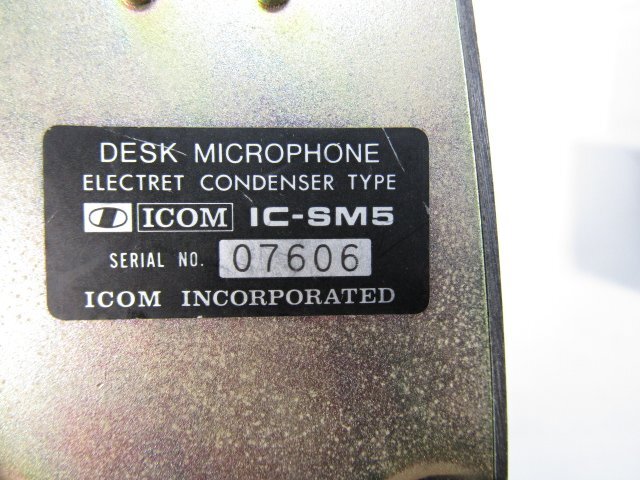 DESK MICROPHONE
ELECTRET CONDENSER TYPE
ICOM IC-SM5
SERIAL NO. 07606
ICOM INCORPORATED